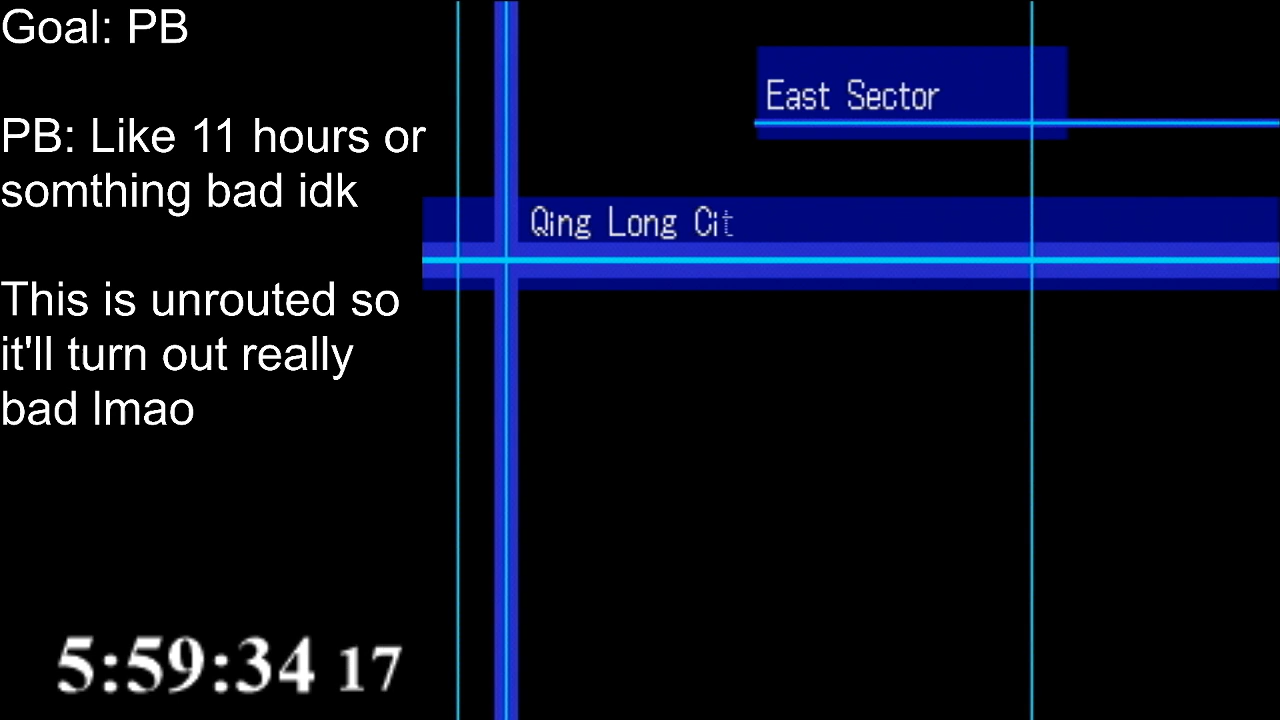 Goal: PB
PB: Like 11 hours or
somthing bad idk
This is unrouted so
it'll turn out really
bad lmao
East Sector
Qing Long Cit
5:59:34 17